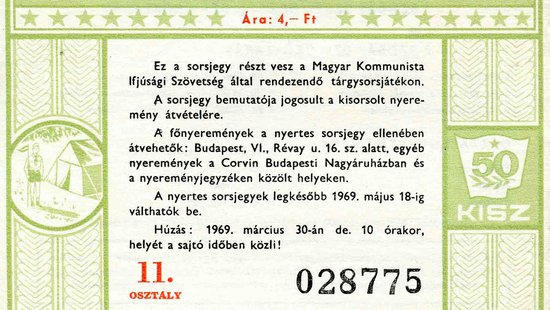 Ára: 4,– Ft
Ez a sorsjegy részt vesz a Magyar Kommunista
Ifjúsági Szövetség által rendezendő tárgysorsjátékon.
A sorsjegy bemutatója jogosult a kisorsolt nyere-
mény átvételére.
A főnyeremények a nyertes sorsjegy ellenében
átvehetők: Budapest, VI., Révay u. 16. sz. alatt, egyéb
nyeremények a Corvin Budapesti Nagyáruházban és
a nyereményjegyzéken közölt helyeken.
A nyertes sorsjegyek legkésőbb 1969. május 18-ig
válthatók be.
Húzás: 1969. március 30-án de. 10 órakor,
helyét a sajtó időben közli!
11.
OSZTÁLY
028775
50
KISZ